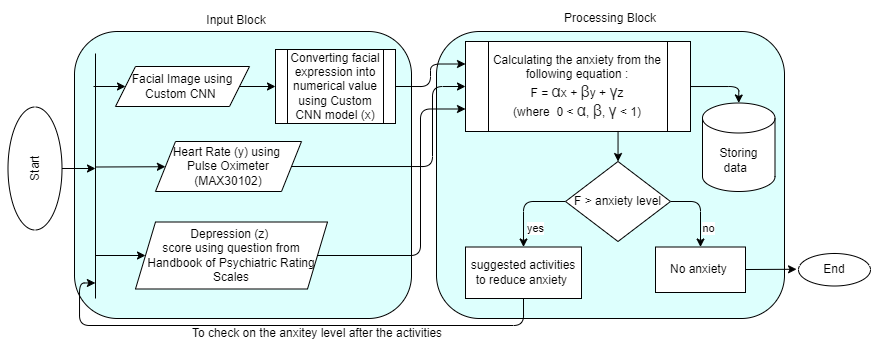 Input Block
Processing Block
Start
Facial Image using
Custom CNN
Converting facial
expression into
numerical value
using Custom
CNN model (x)
Heart Rate (y) using
Pulse Oximeter
(MAX30102)
Depression (z)
score using question from
Handbook of Psychiatric Rating
Scales
Calculating the anxiety from the
following equation :
F = αx + βy + γz
(where 0 < α, β, γ < 1)
Storing
data
F > anxiety level
yes
no
suggested activities
to reduce anxiety
No anxiety
End
To check on the anxitey level after the activities